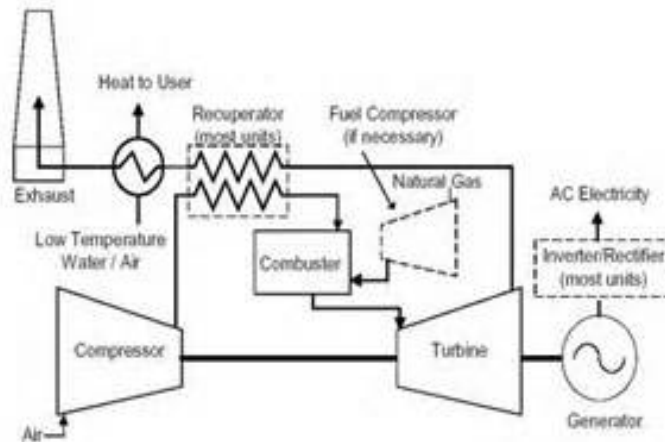 Heat to User
Recuperator
(most units)
Fuel Compressor
(if necessary)
Natural Gas
AC Electricity
Exhaust
Low Temperature
Water / Air
Combuster
Inverter/Rectifier
(most units)
Compressor
Turbine
Generator
Air